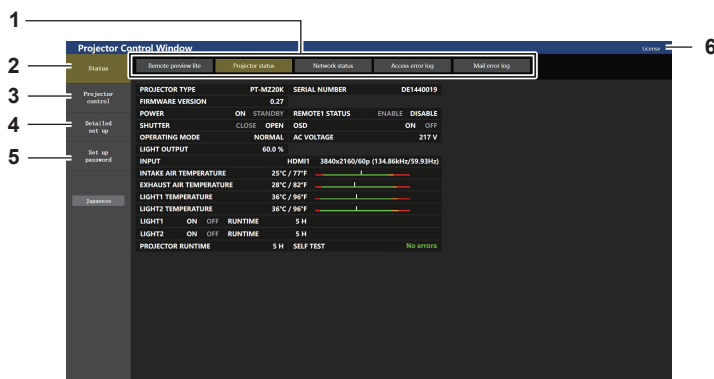 1
Projector Control Window
License
6
2
Status
Remote preview lite
Projector status
Network status
Access error log
Mail error log
3
Projector
control
4
Detailed
set up
5
Set up
password
Japanese
PROJECTOR TYPE PT-MZ20K SERIAL NUMBER DE1440019
FIRMWARE VERSION 0.27
POWER ON STANDBY REMOTE1 STATUS ENABLE DISABLE
SHUTTER CLOSE OPEN OSD ON OFF
OPERATING MODE NORMAL AC VOLTAGE 217 V
LIGHT OUTPUT 60.0 %
INPUT HDMI1 3840x2160/60p (134.86kHz/59.93Hz)
INTAKE AIR TEMPERATURE 25°C / 77°F
EXHAUST AIR TEMPERATURE 28°C / 82°F
LIGHT1 TEMPERATURE 36°C / 96°F
LIGHT2 TEMPERATURE 36°C / 96°F
LIGHT1 ON OFF RUNTIME 5 H
LIGHT2 ON OFF RUNTIME 5 H
PROJECTOR RUNTIME 5 H SELF TEST No errors